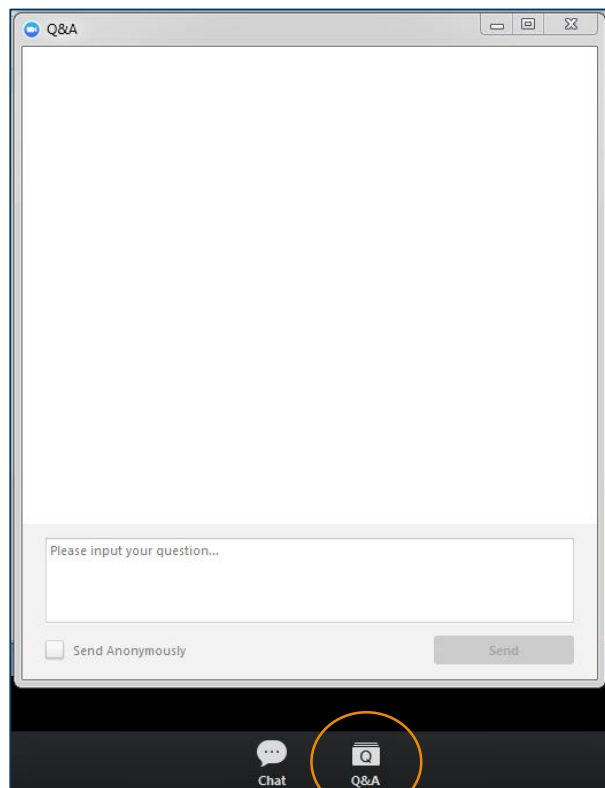 Q&A
Please input your question...
Send Anonymously
Send
Chat
Q
Q&A